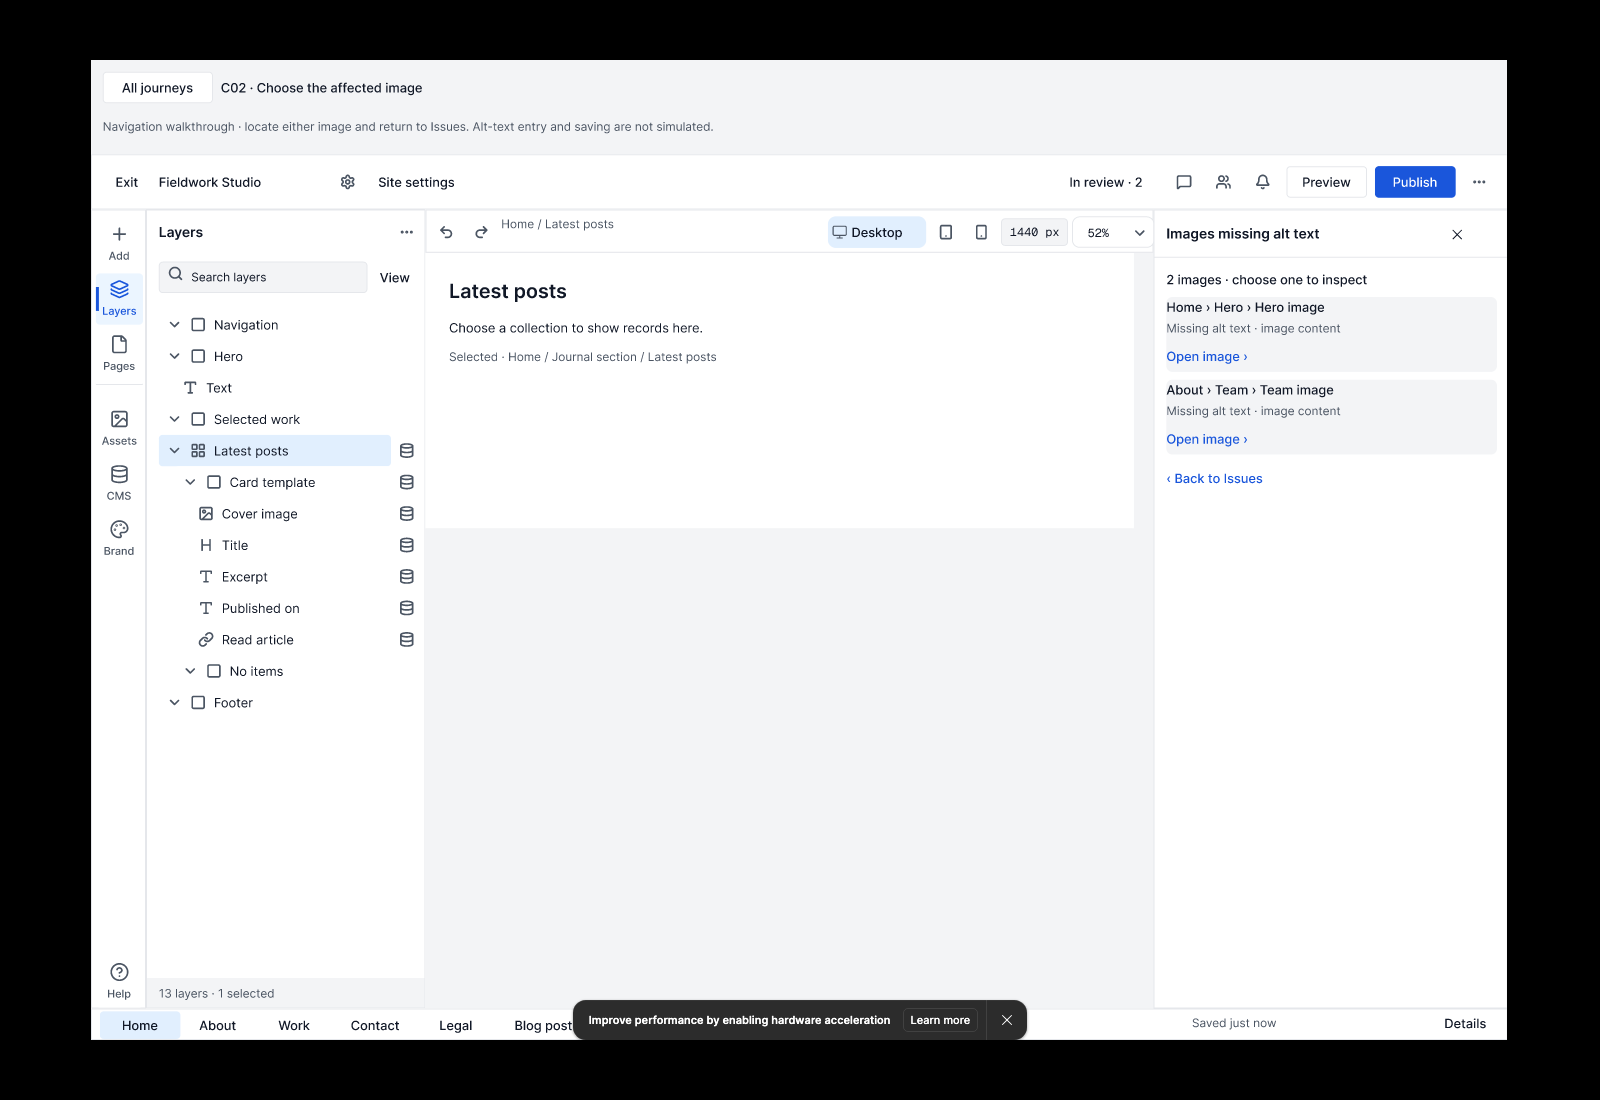 All journeys C02 · Choose the affected image
Navigation walkthrough · locate either image and return to Issues. Alt-text entry and saving are not simulated.
Exit Fieldwork Studio Site settings In review · 2 Preview Publish
Add
Layers
Pages
Assets
CMS
Brand
Help
Layers
Search layers View
Navigation
Hero
Text
Selected work
Latest posts
Card template
Cover image
Title
Excerpt
Published on
Read article
No items
Footer
13 layers · 1 selected
Home / Latest posts Desktop 1440 px 52%
Latest posts
Choose a collection to show records here.
Selected · Home / Journal section / Latest posts
Images missing alt text
2 images · choose one to inspect
Home › Hero › Hero image
Missing alt text · image content
Open image ›
About › Team › Team image
Missing alt text · image content
Open image ›
‹ Back to Issues
Home About Work Contact Legal Blog post
Improve performance by enabling hardware acceleration Learn more
Saved just now Details